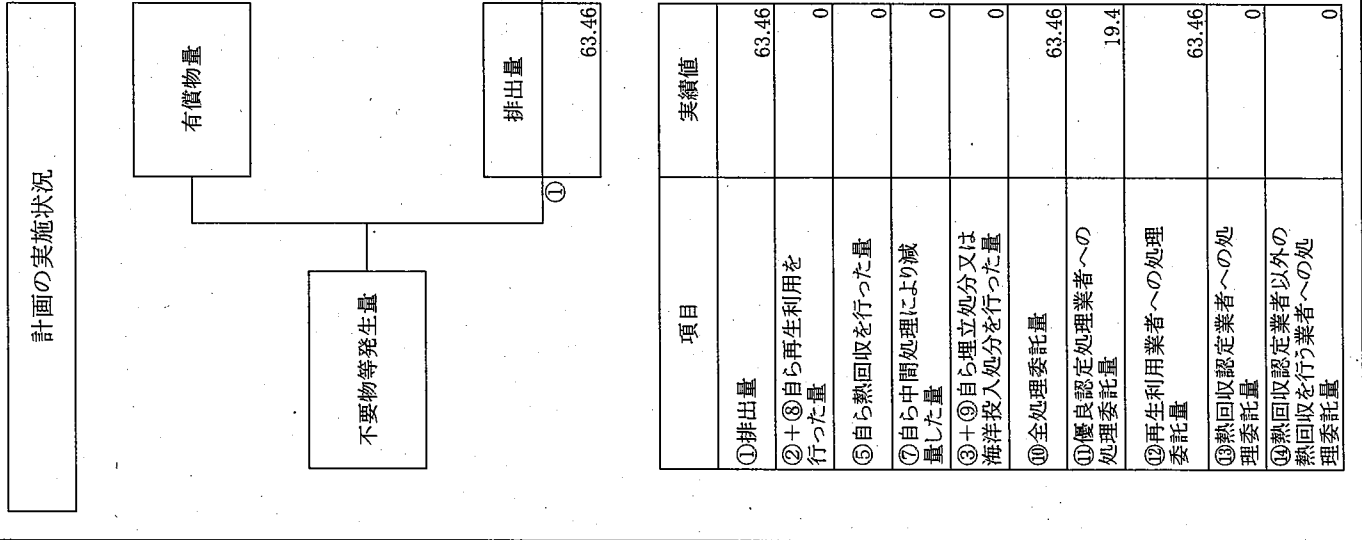 計画の実施状況
有償物量
不要物等発生量
排出量
①
63.46
項目
実績値
①排出量
63.46
②+⑧自ら再生利用を
行った量
0
⑤自ら熱回収を行った量
0
⑦自ら中間処理により減
量した量
0
③+⑨自ら埋立処分又は
海洋投入処分を行った量
0
⑩全処理委託量
63.46
⑪優良認定処理業者への
処理委託量
19.4
⑫再生利用業者への処理
委託量
63.46
⑬熱回収認定業者への処
理委託量
0
⑭熱回収認定業者以外の
熱回収を行う業者への処
理委託量
0